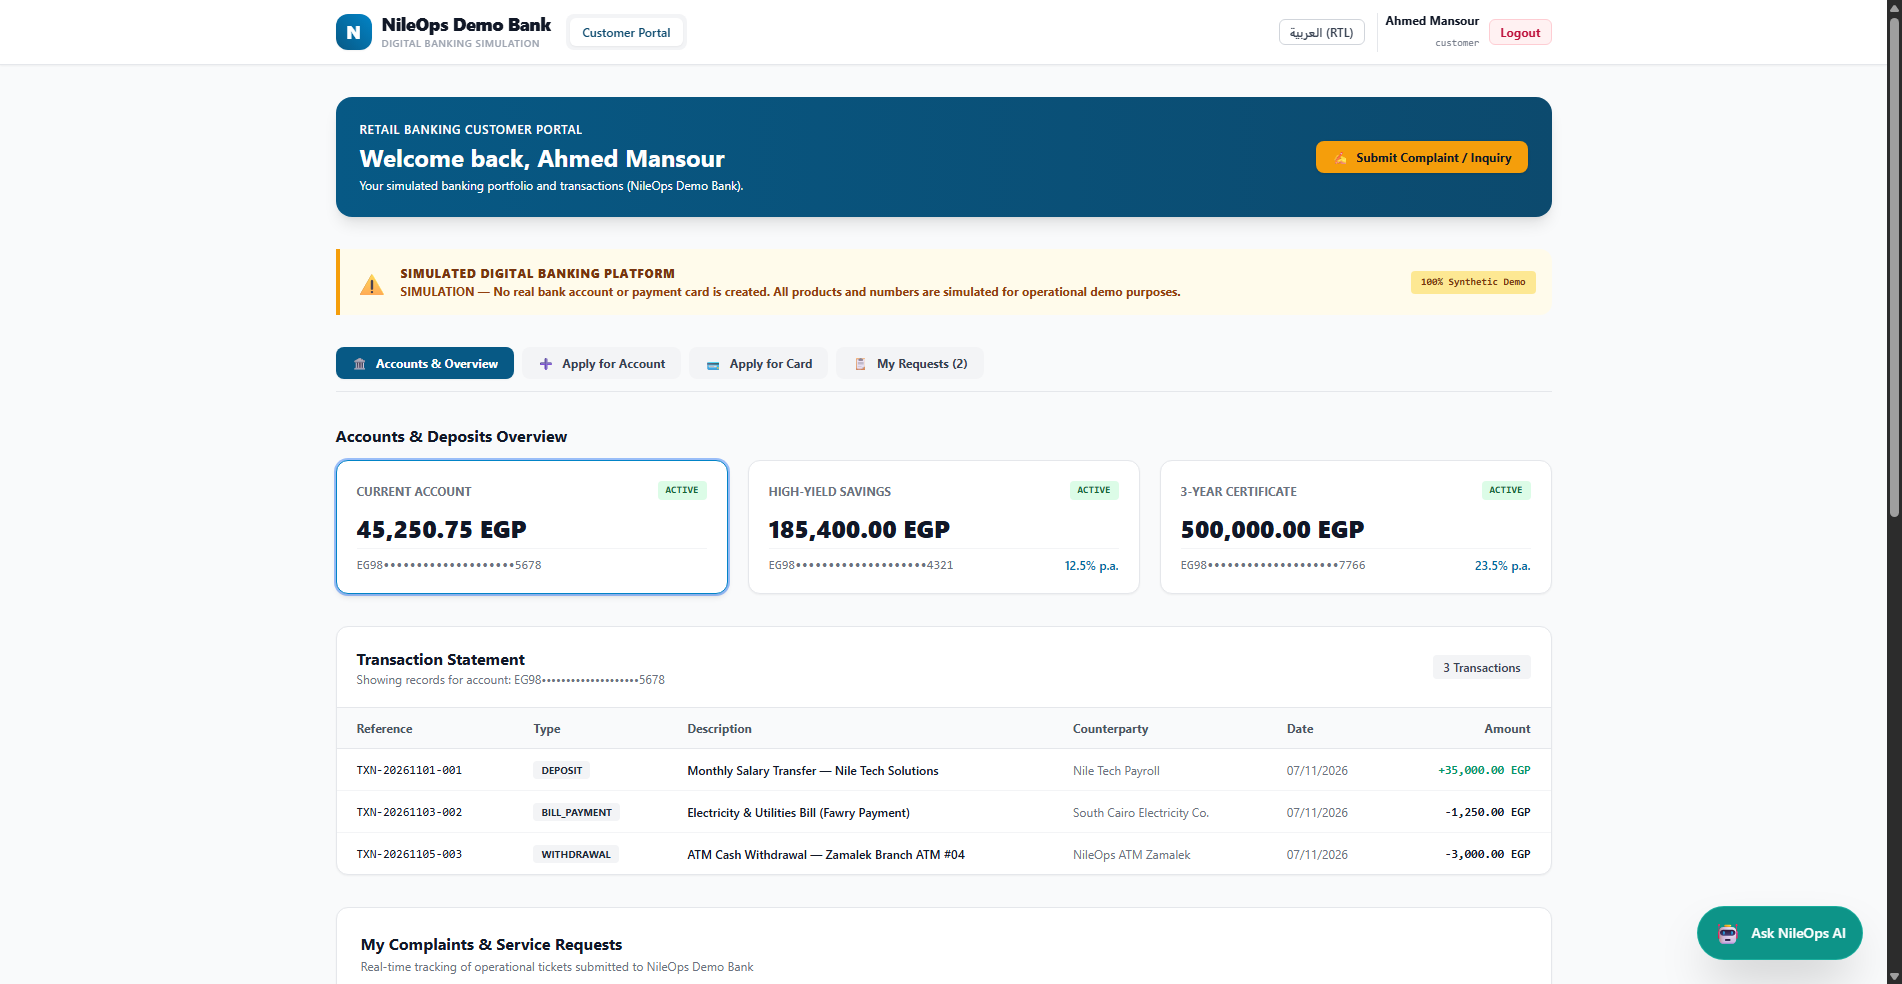 N
NileOps Demo Bank
DIGITAL BANKING SIMULATION
Customer Portal
العربية (RTL)
Ahmed Mansour
customer
Logout
RETAIL BANKING CUSTOMER PORTAL
Welcome back, Ahmed Mansour
Your simulated banking portfolio and transactions (NileOps Demo Bank).
Submit Complaint / Inquiry
SIMULATED DIGITAL BANKING PLATFORM
SIMULATION — No real bank account or payment card is created. All products and numbers are simulated for operational demo purposes.
100% Synthetic Demo
Accounts & Overview
Apply for Account
Apply for Card
My Requests (2)
Accounts & Deposits Overview
CURRENT ACCOUNT ACTIVE
45,250.75 EGP
EG98••••••••••••••••••••5678
HIGH-YIELD SAVINGS ACTIVE
185,400.00 EGP
EG98••••••••••••••••••••4321 12.5% p.a.
3-YEAR CERTIFICATE ACTIVE
500,000.00 EGP
EG98••••••••••••••••••••7766 23.5% p.a.
Transaction Statement
Showing records for account: EG98••••••••••••••••••••5678
3 Transactions
Reference Type Description Counterparty Date Amount
TXN-20261101-001 DEPOSIT Monthly Salary Transfer — Nile Tech Solutions Nile Tech Payroll 07/11/2026 +35,000.00 EGP
TXN-20261103-002 BILL_PAYMENT Electricity & Utilities Bill (Fawry Payment) South Cairo Electricity Co. 07/11/2026 -1,250.00 EGP
TXN-20261105-003 WITHDRAWAL ATM Cash Withdrawal — Zamalek Branch ATM #04 NileOps ATM Zamalek 07/11/2026 -3,000.00 EGP
My Complaints & Service Requests
Real-time tracking of operational tickets submitted to NileOps Demo Bank
Ask NileOps AI